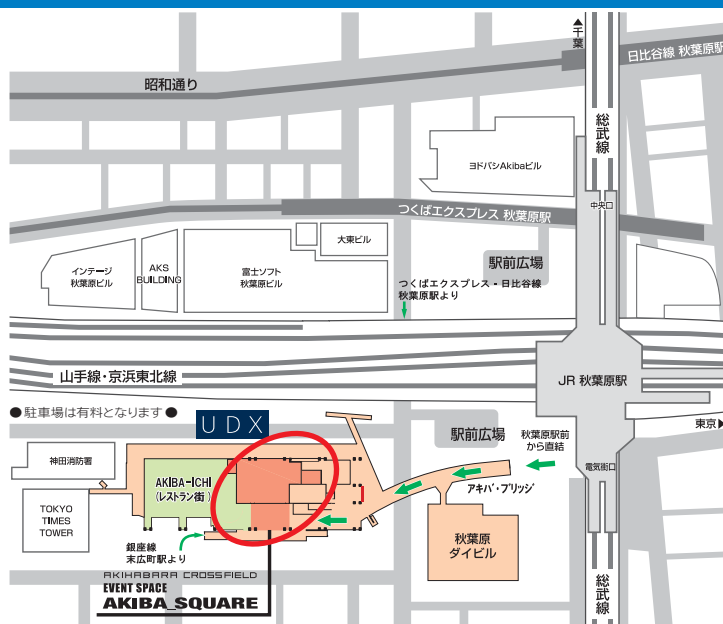 ▲千葉
日比谷線 秋葉原駅
昭和通り
総武線
ヨドバシAkibaビル
中央口
つくばエクスプレス 秋葉原駅
大東ビル
駅前広場
インテージ
秋葉原ビル
AKS
BUILDING
富士ソフト
秋葉原ビル
つくばエクスプレス・日比谷線
秋葉原駅より
山手線・京浜東北線
JR 秋葉原駅
●駐車場は有料となります●
UDX
東京▶
駅前広場
秋葉原駅前
から直結
神田消防署
AKIBA-ICHI
(レストラン街)
アキバ・ブリッジ
電気街口
TOKYO
TIMES
TOWER
秋葉原
ダイビル
銀座線
末広町駅より
AKIHABARA CROSSFIELD
EVENT SPACE
AKIBA_SQUARE
総武線